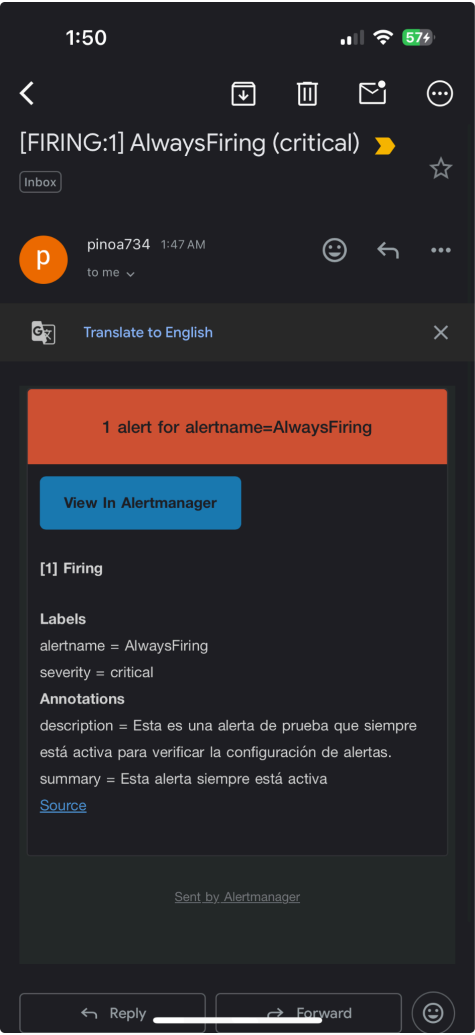 1:50
57
[FIRING:1] AlwaysFiring (critical)
Inbox
p
pinoa734 1:47 AM
to me
G
Translate to English
1 alert for alertname=AlwaysFiring
View In Alertmanager
[1] Firing
Labels
alertname = AlwaysFiring
severity = critical
Annotations
description = Esta es una alerta de prueba que siempre
está activa para verificar la configuración de alertas.
summary = Esta alerta siempre está activa
Source
Sent by Alertmanager
Reply Forward